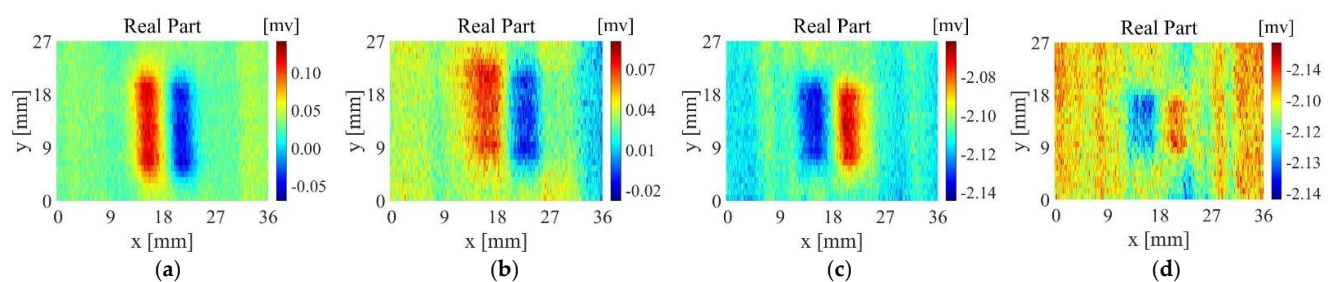 Real Part [mv]
27
18
9
0
y [mm]
0 9 18 27 36
x [mm]
0.10
0.05
0.00
-0.05
(a)
Real Part [mv]
27
18
9
0
y [mm]
0 9 18 27 36
x [mm]
0.07
0.04
0.01
-0.02
(b)
Real Part [mv]
27
18
9
0
y [mm]
0 9 18 27 36
x [mm]
-2.08
-2.10
-2.12
-2.14
(c)
Real Part [mv]
27
18
9
0
y [mm]
0 9 18 27 36
x [mm]
-2.14
-2.10
-2.12
-2.13
-2.14
(d)